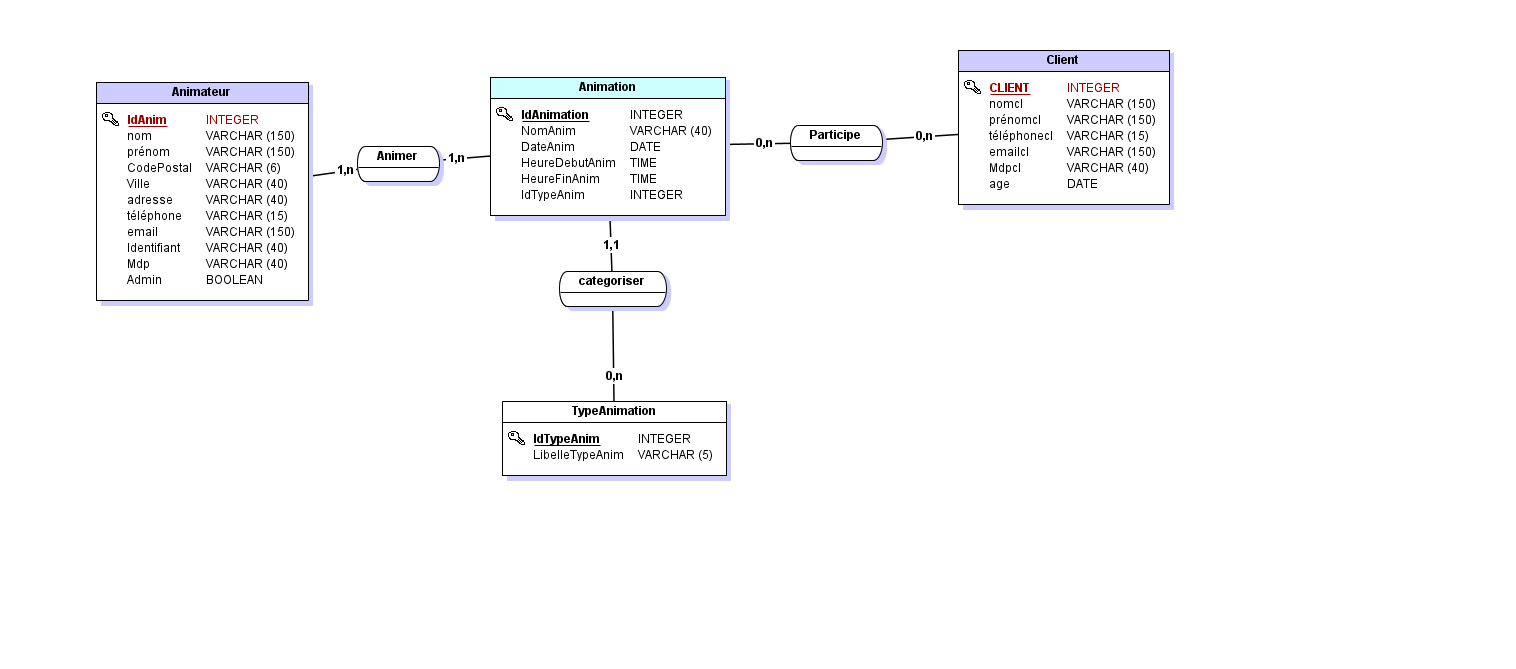 Animateur
IdAnim INTEGER
nom VARCHAR (150)
prénom VARCHAR (150)
CodePostal VARCHAR (6)
Ville VARCHAR (40)
adresse VARCHAR (40)
téléphone VARCHAR (15)
email VARCHAR (150)
Identifiant VARCHAR (40)
Mdp VARCHAR (40)
Admin BOOLEAN
1,n
Animer
1,n
Animation
IdAnimation INTEGER
NomAnim VARCHAR (40)
DateAnim DATE
HeureDebutAnim TIME
HeureFinAnim TIME
IdTypeAnim INTEGER
0,n
Participe
0,n
Client
CLIENT INTEGER
nomcl VARCHAR (150)
prénomcl VARCHAR (150)
téléphonecl VARCHAR (15)
emailcl VARCHAR (150)
Mdpcl VARCHAR (40)
age DATE
1,1
categoriser
0,n
TypeAnimation
IdTypeAnim INTEGER
LibelleTypeAnim VARCHAR (5)